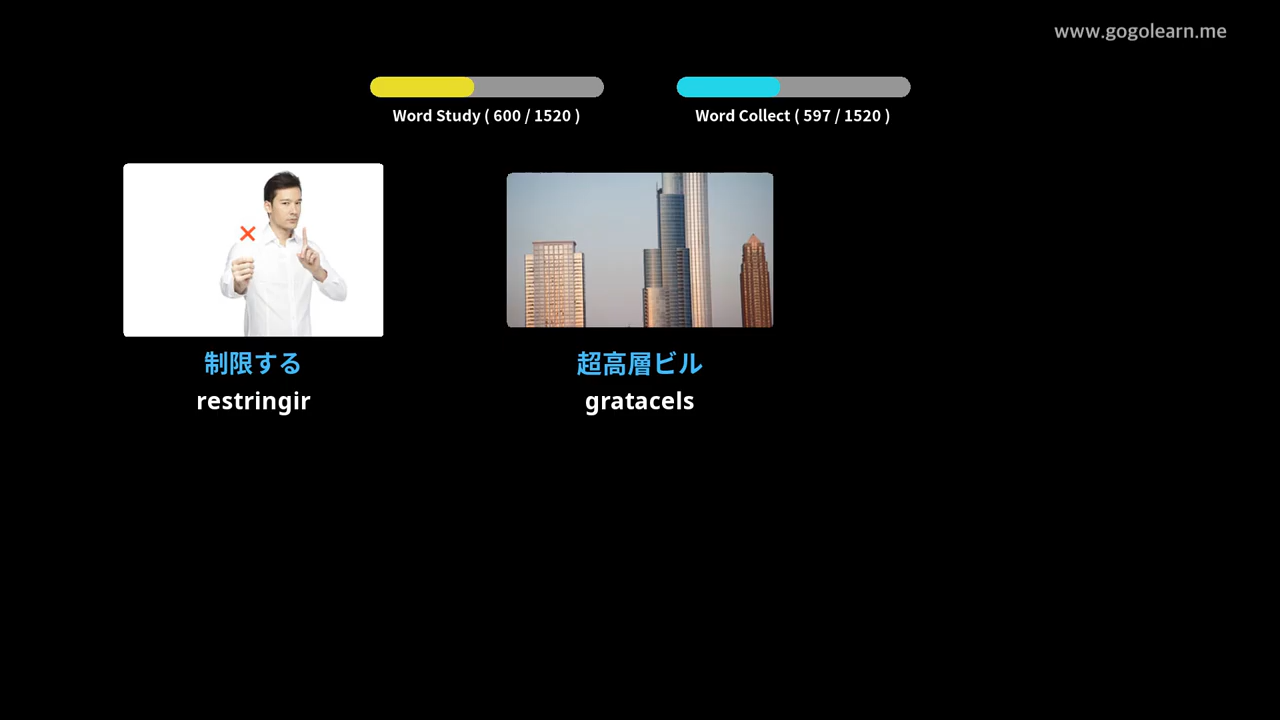 www.gogolearn.me
Word Study ( 600 / 1520 )
Word Collect ( 597 / 1520 )
制限する
restringir
超高層ビル
gratacels